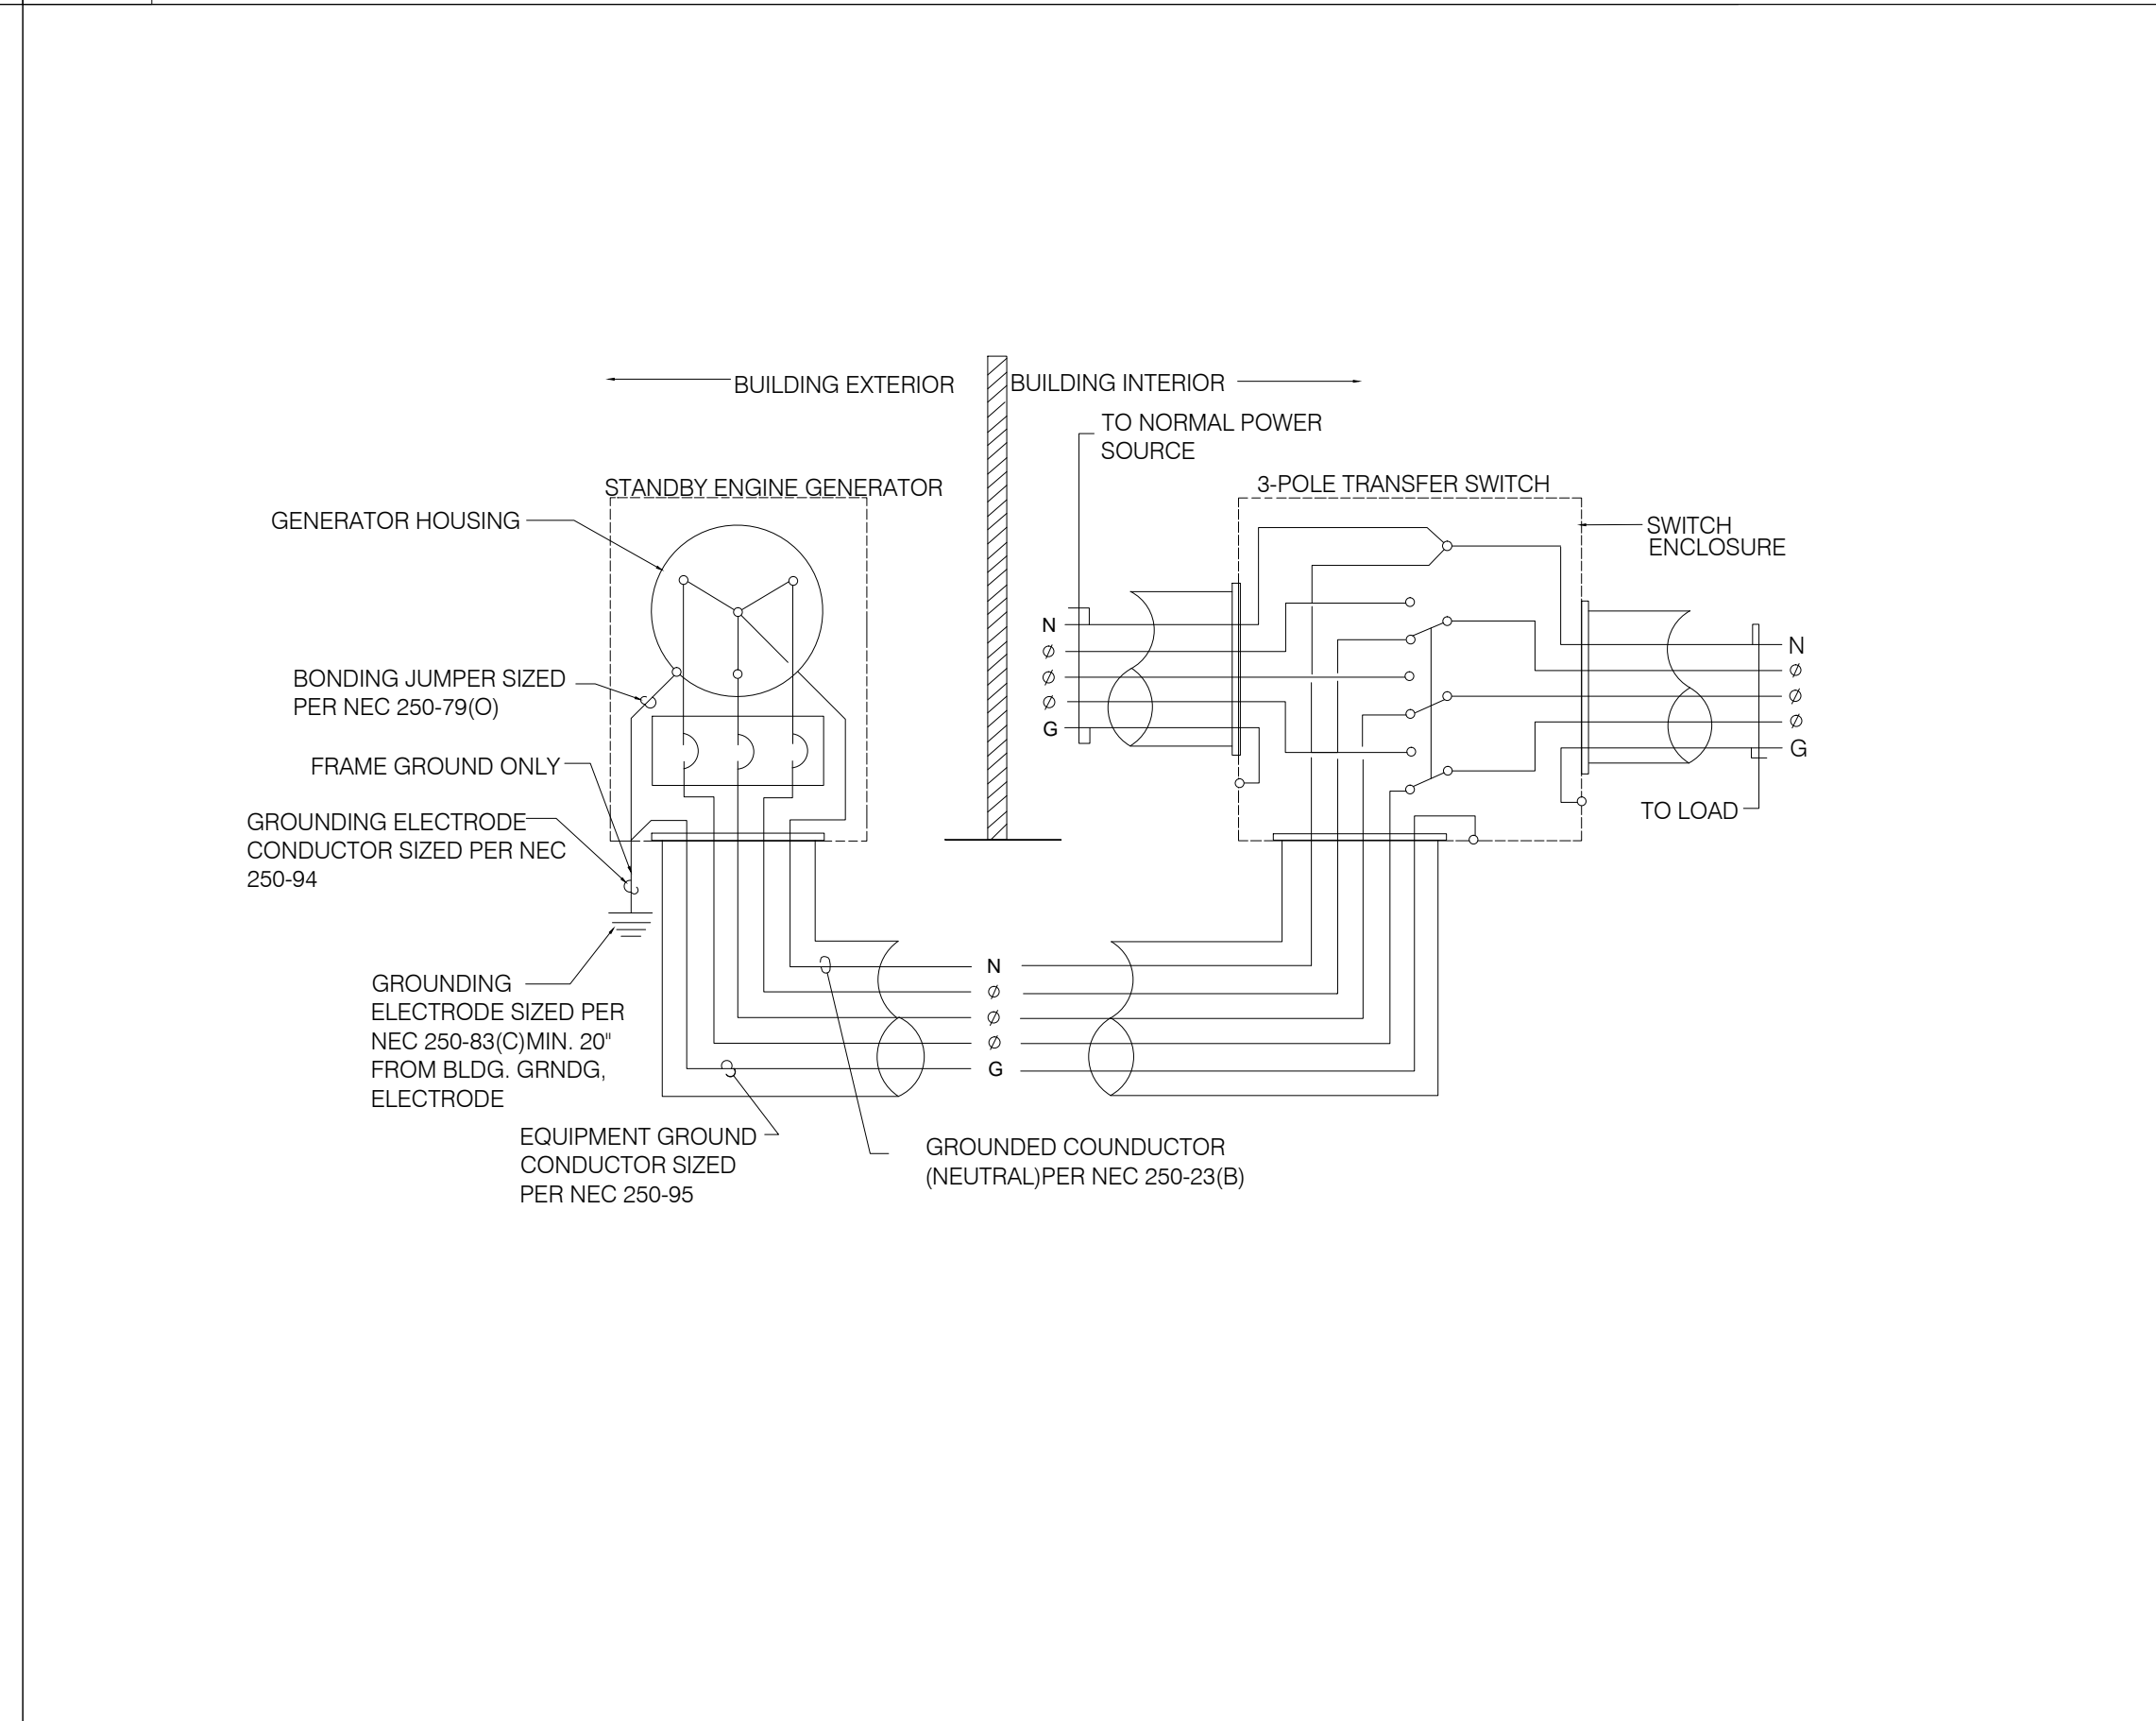 BUILDING EXTERIOR
BUILDING INTERIOR
TO NORMAL POWER
SOURCE
STANDBY ENGINE GENERATOR
3-POLE TRANSFER SWITCH
GENERATOR HOUSING
SWITCH
ENCLOSURE
BONDING JUMPER SIZED
PER NEC 250-79(O)
N
Ø
Ø
Ø
G
N
Ø
Ø
Ø
G
FRAME GROUND ONLY
TO LOAD
GROUNDING ELECTRODE
CONDUCTOR SIZED PER NEC
250-94
GROUNDING
ELECTRODE SIZED PER
NEC 250-83(C)MIN. 20"
FROM BLDG. GRNDG,
ELECTRODE
N
Ø
Ø
Ø
G
EQUIPMENT GROUND
CONDUCTOR SIZED
PER NEC 250-95
GROUNDED COUNDUCTOR
(NEUTRAL)PER NEC 250-23(B)